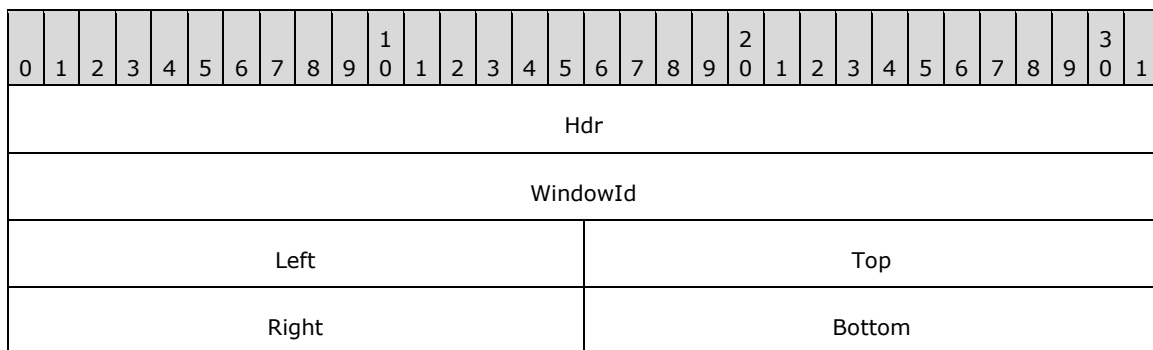 1 2 3
0 1 2 3 4 5 6 7 8 9 0 1 2 3 4 5 6 7 8 9 0 1 2 3 4 5 6 7 8 9 0 1
Hdr
WindowId
Left Top
Right Bottom